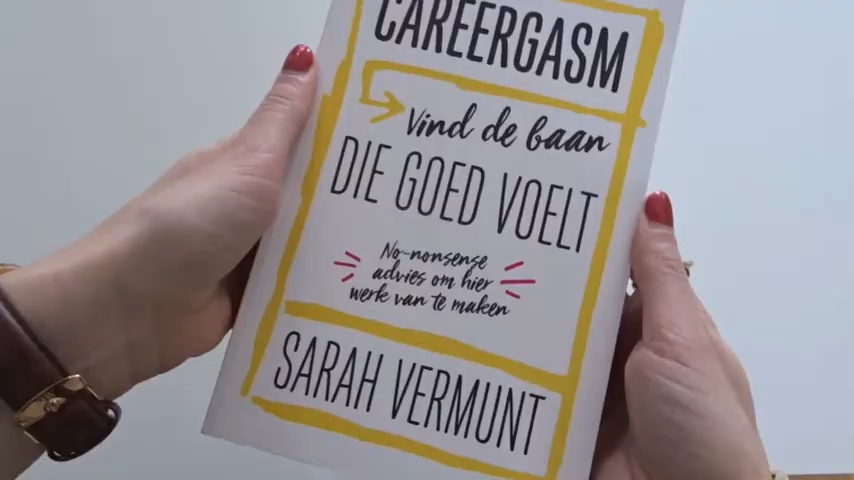 CAREERGASM
Vind de baan
DIE GOED VOELT
No-nonsense
advies om hier
werk van te maken
SARAH VERMUNT